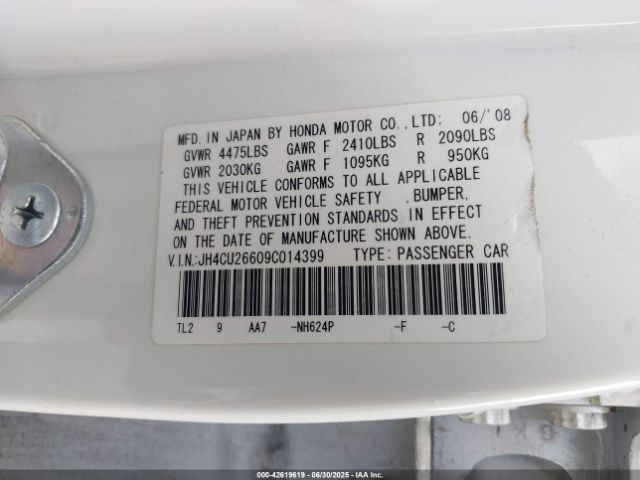 MFD. IN JAPAN BY HONDA MOTOR CO., LTD: 06/'08
GVWR 4475LBS GAWR F 2410LBS R 2090LBS
GVWR 2030KG GAWR F 1095KG R 950KG
THIS VEHICLE CONFORMS TO ALL APPLICABLE
FEDERAL MOTOR VEHICLE SAFETY , BUMPER,
AND THEFT PREVENTION STANDARDS IN EFFECT
ON THE DATE OF MANUFACTURE SHOWN ABOVE.
V.I.N.:JH4CU26609C014399 TYPE: PASSENGER CAR
TL2 9 AA7 -NH624P -F -C
000-42619619 - 06/30/2025 - IAA, Inc.